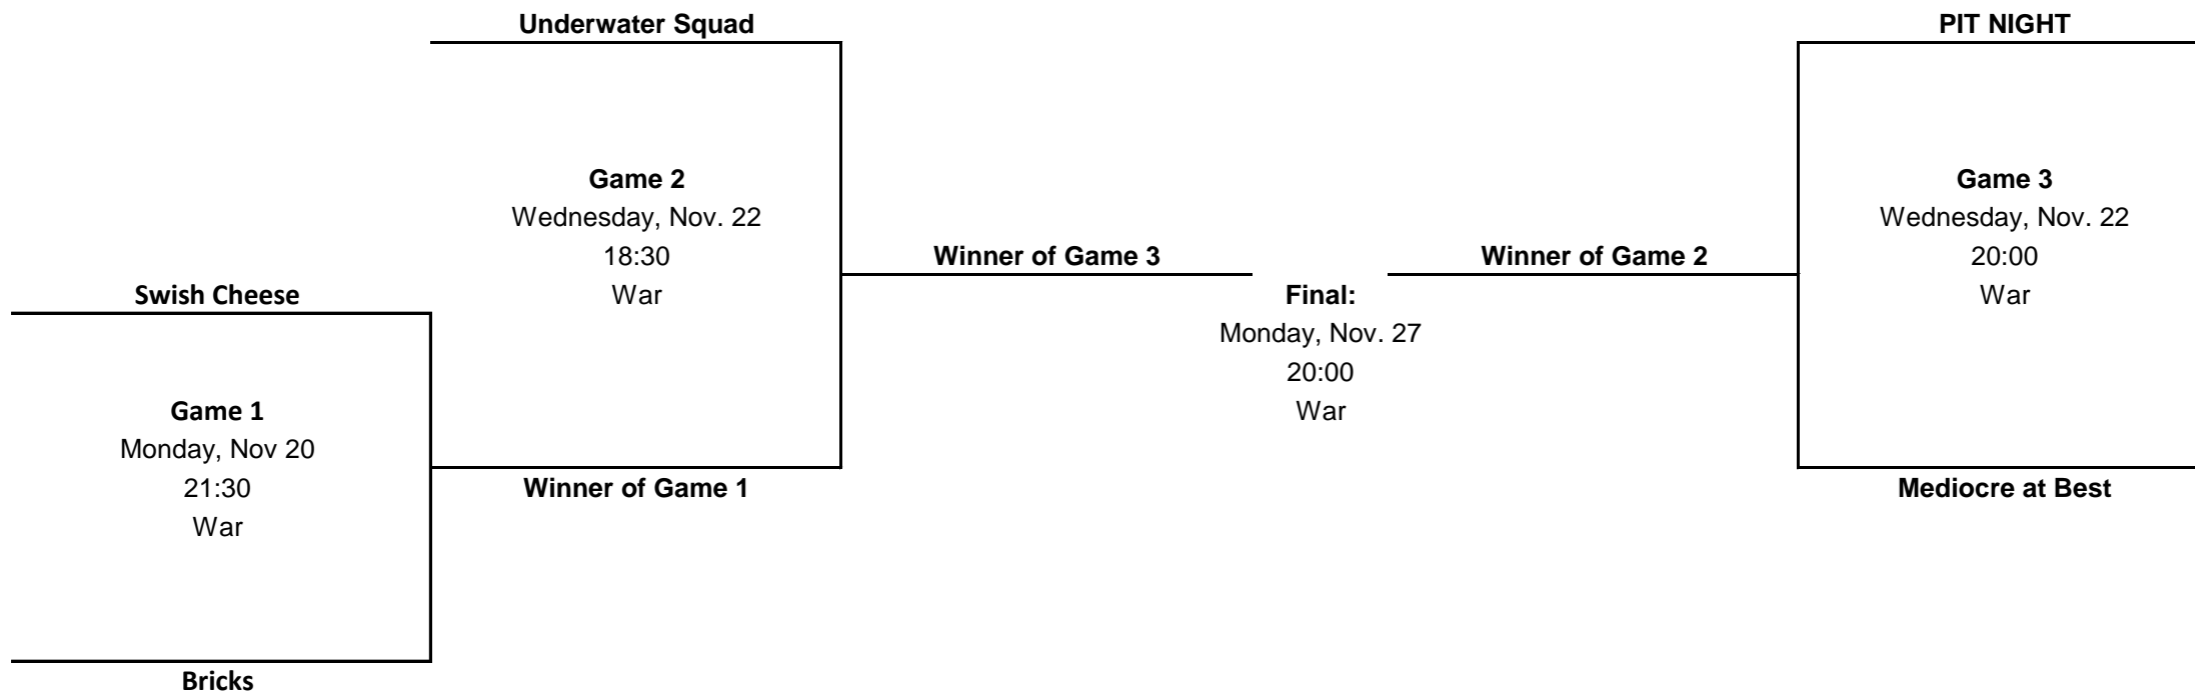 Underwater Squad
PIT NIGHT
Game 2
Wednesday, Nov. 22
18:30
War
Game 3
Wednesday, Nov. 22
20:00
War
Winner of Game 3
Winner of Game 2
Swish Cheese
Final:
Monday, Nov. 27
20:00
War
Game 1
Monday, Nov 20
21:30
War
Winner of Game 1
Mediocre at Best
Bricks